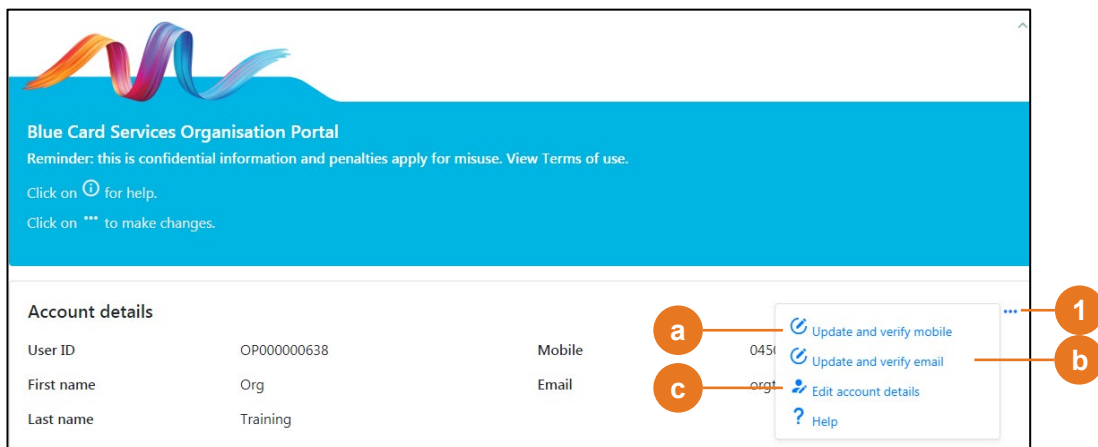 Blue Card Services Organisation Portal
Reminder: this is confidential information and penalties apply for misuse. View Terms of use.
Click on for help.
Click on ••• to make changes.
Account details
••• 1
a Update and verify mobile
User ID OP000000638 Mobile 045
Update and verify email b
First name Org Email orgt
c Edit account details
Last name Training
? Help